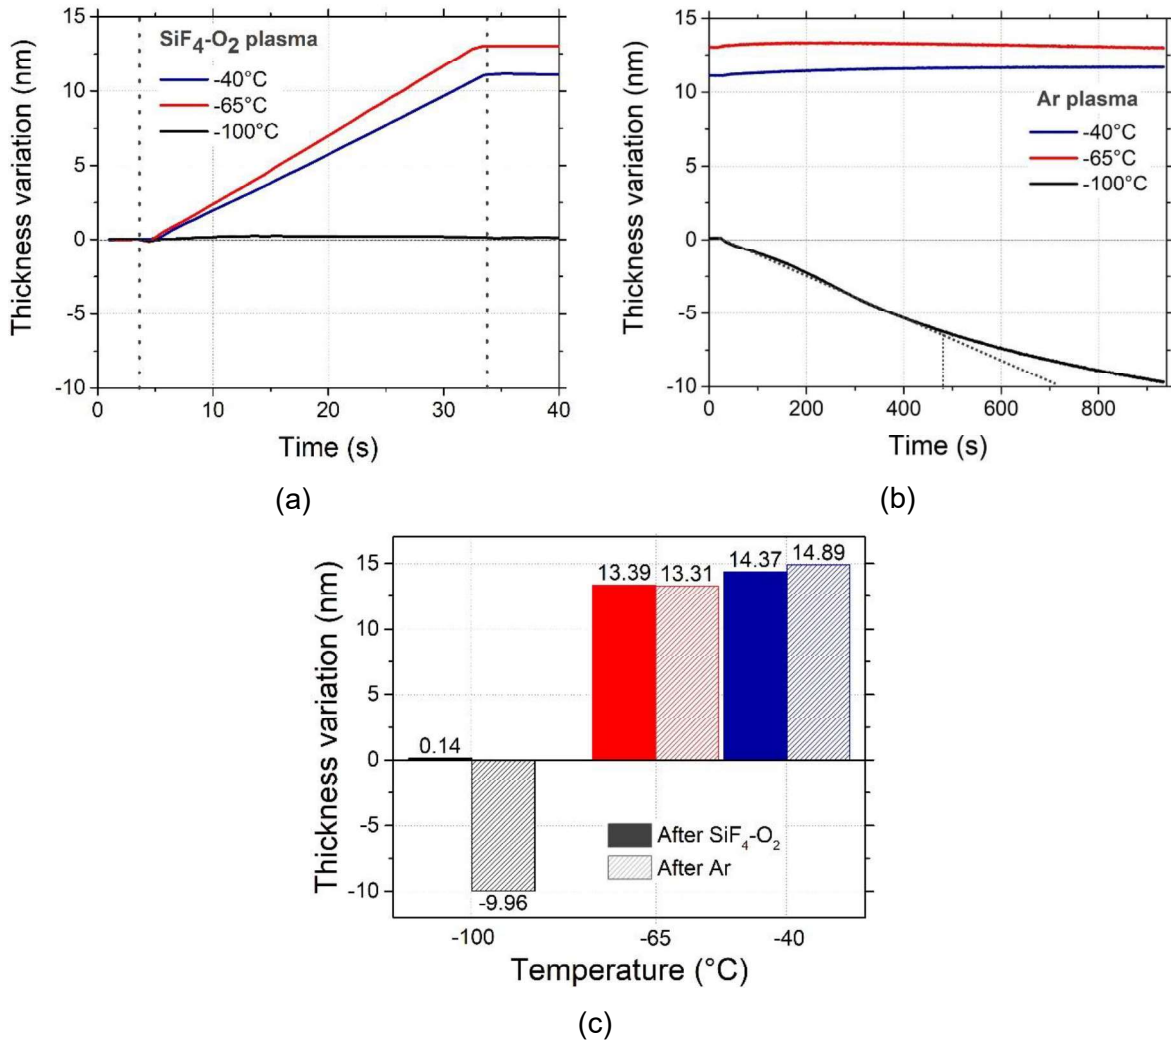 SiF4-O2 plasma
-40°C
-65°C
-100°C
15
10
5
0
-5
-10
0
10
20
30
40
Thickness variation (nm)
Time (s)
(a)
Ar plasma
-40°C
-65°C
-100°C
15
10
5
0
-5
-10
0
200
400
600
800
Thickness variation (nm)
Time (s)
(b)
15
10
5
0
-5
-10
Thickness variation (nm)
0.14
-9.96
13.39
13.31
14.37
14.89
After SiF4-O2
After Ar
-100
-65
-40
Temperature (°C)
(c)